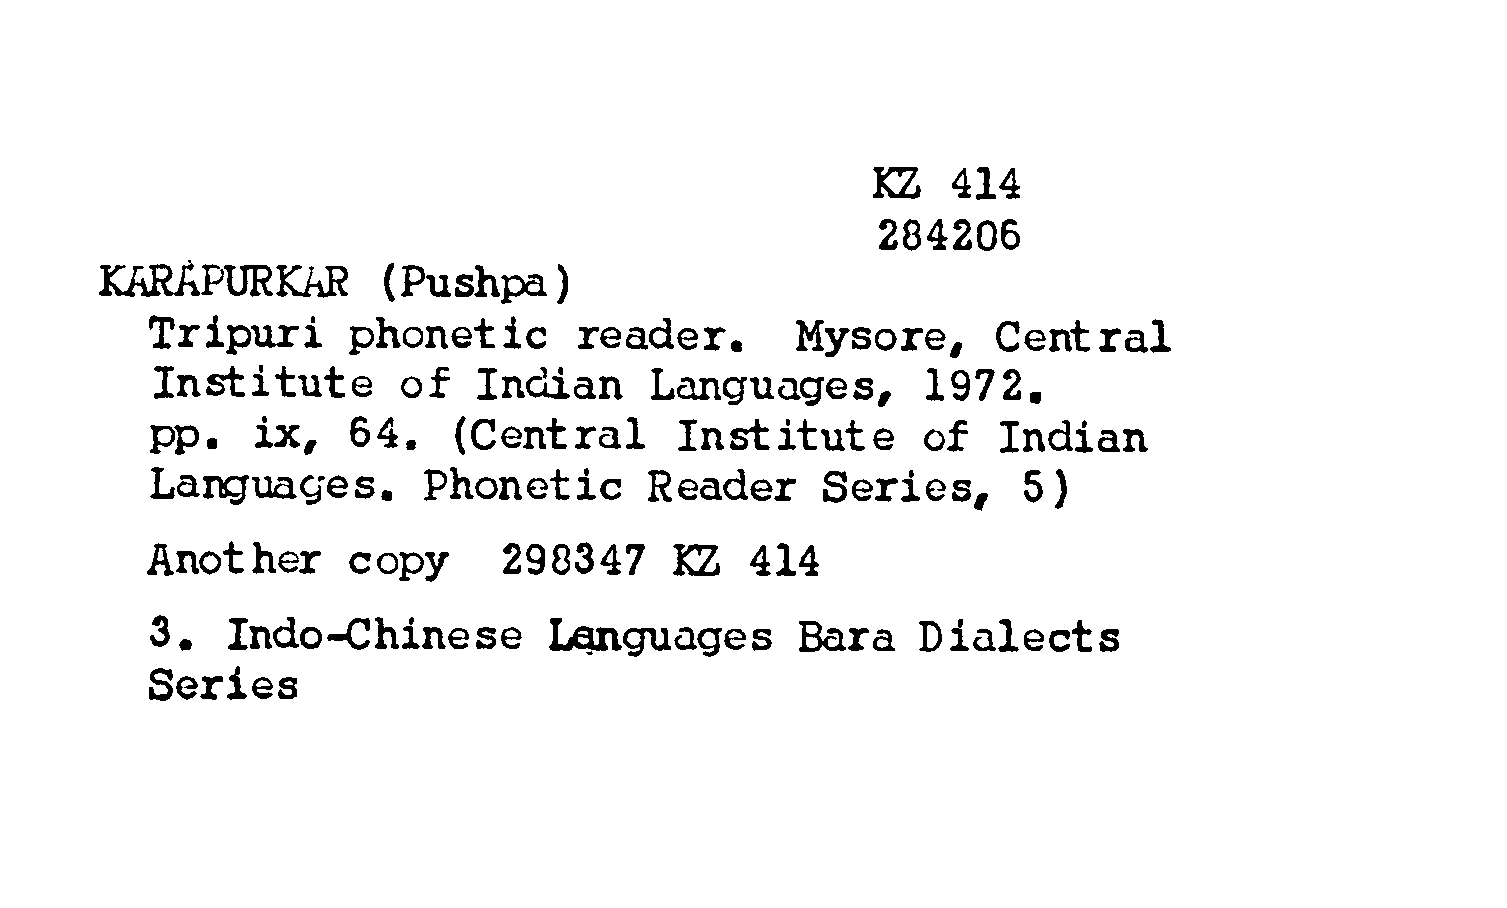 KZ 414
284206
KARAPURKAR (Pushpa)
Tripuri phonetic reader. Mysore, Central
Institute of Indian Languages, 1972.
pp. ix, 64. (Central Institute of Indian
Languages. Phonetic Reader Series, 5)
Another copy 298347 KZ 414
3. Indo-Chinese Languages Bara Dialects
Series